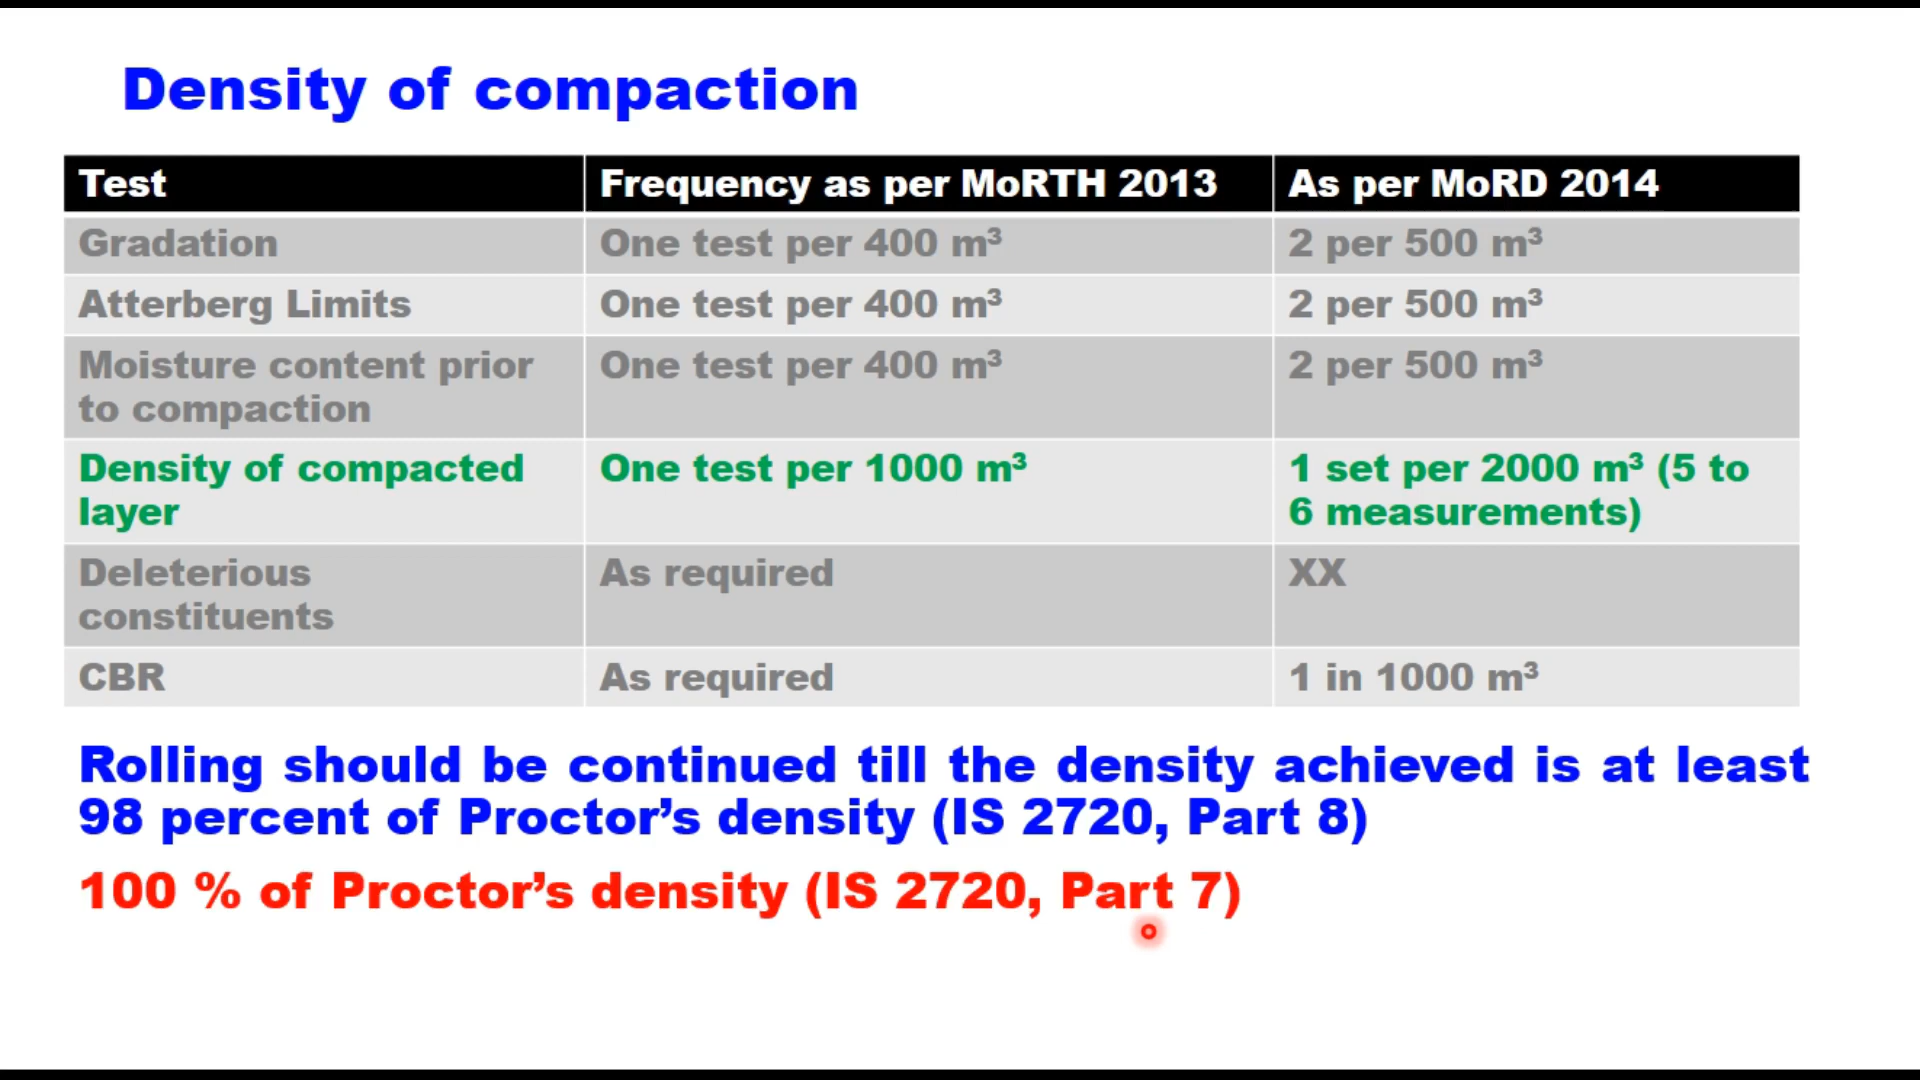 Density of compaction
Test Frequency as per MoRTH 2013 As per MoRD 2014
Gradation One test per 400 m³ 2 per 500 m³
Atterberg Limits One test per 400 m³ 2 per 500 m³
Moisture content prior One test per 400 m³ 2 per 500 m³
to compaction
Density of compacted One test per 1000 m³ 1 set per 2000 m³ (5 to
layer 6 measurements)
Deleterious As required XX
constituents
CBR As required 1 in 1000 m³
Rolling should be continued till the density achieved is at least
98 percent of Proctor’s density (IS 2720, Part 8)
100 % of Proctor’s density (IS 2720, Part 7)